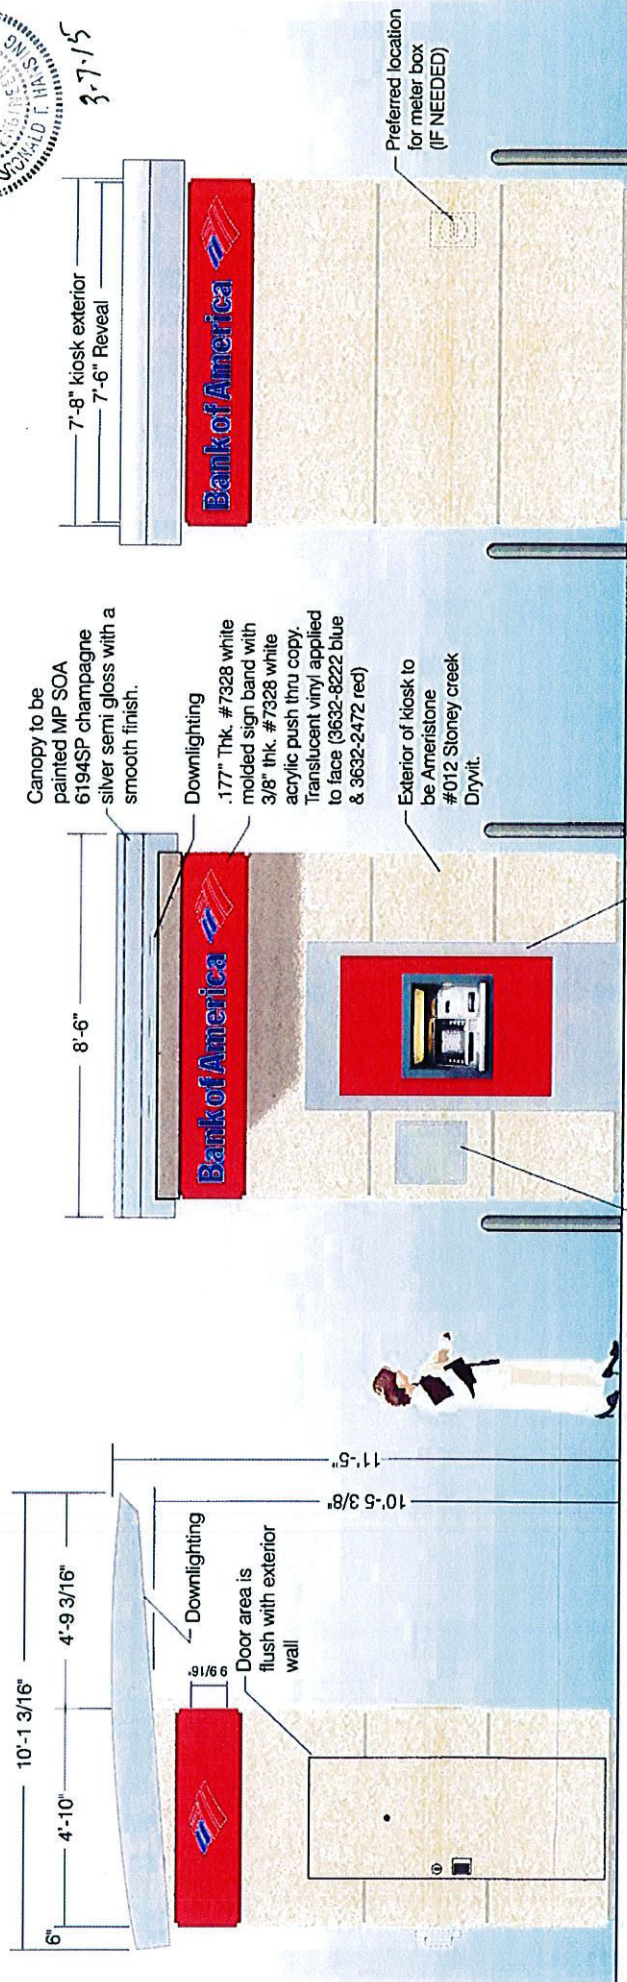 10'-1 3/16"
6"
4'-10"
4'-9 3/16"
Downlighting
9 9/16"
Door area is
flush with exterior
wall
11'-5"
10'-5 3/8"
8'-6"
Canopy to be
painted MP SOA
6194SP champagne
silver semi gloss with a
smooth finish.
Downlighting
.177" Thk. #7328 white
molded sign band with
3/8" thk. #7328 white
acrylic push thru copy.
Translucent vinyl applied
to face (3632-8222 blue
& 3632-2472 red)
Bank of America
Exterior of kiosk to
be Ameristone
#012 Stoney creek
Dryvit.
7'-8" kiosk exterior
7'-6" Reveal
Bank of America
Preferred location
for meter box
(IF NEEDED)
3-7-15